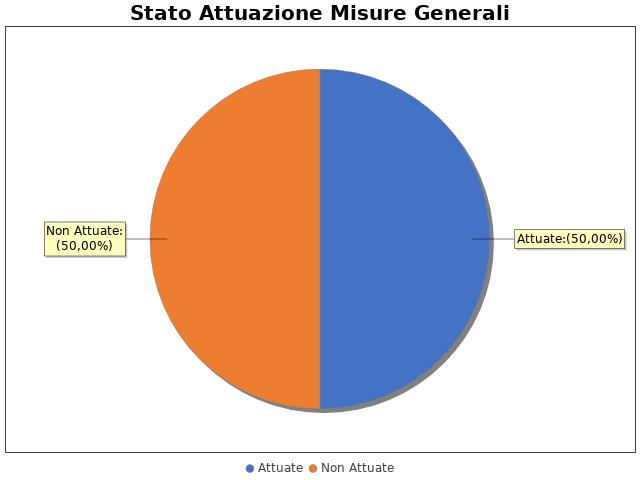 Stato Attuazione Misure Generali
Non Attuate:
(50,00%)
Attuate:(50,00%)
Attuate
Non Attuate